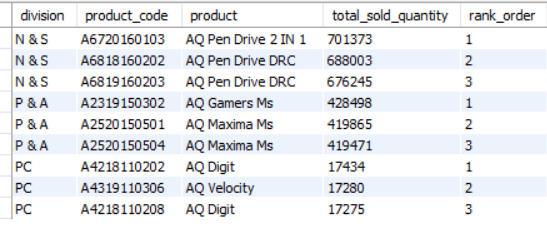 division product_code product total_sold_quantity rank_order
N & S A6720160103 AQ Pen Drive 2 IN 1 701373 1
N & S A6818160202 AQ Pen Drive DRC 688003 2
N & S A6819160203 AQ Pen Drive DRC 676245 3
P & A A2319150302 AQ Gamers Ms 428498 1
P & A A2520150501 AQ Maxima Ms 419865 2
P & A A2520150504 AQ Maxima Ms 419471 3
PC A4218110202 AQ Digit 17434 1
PC A4319110306 AQ Velocity 17280 2
PC A4218110208 AQ Digit 17275 3